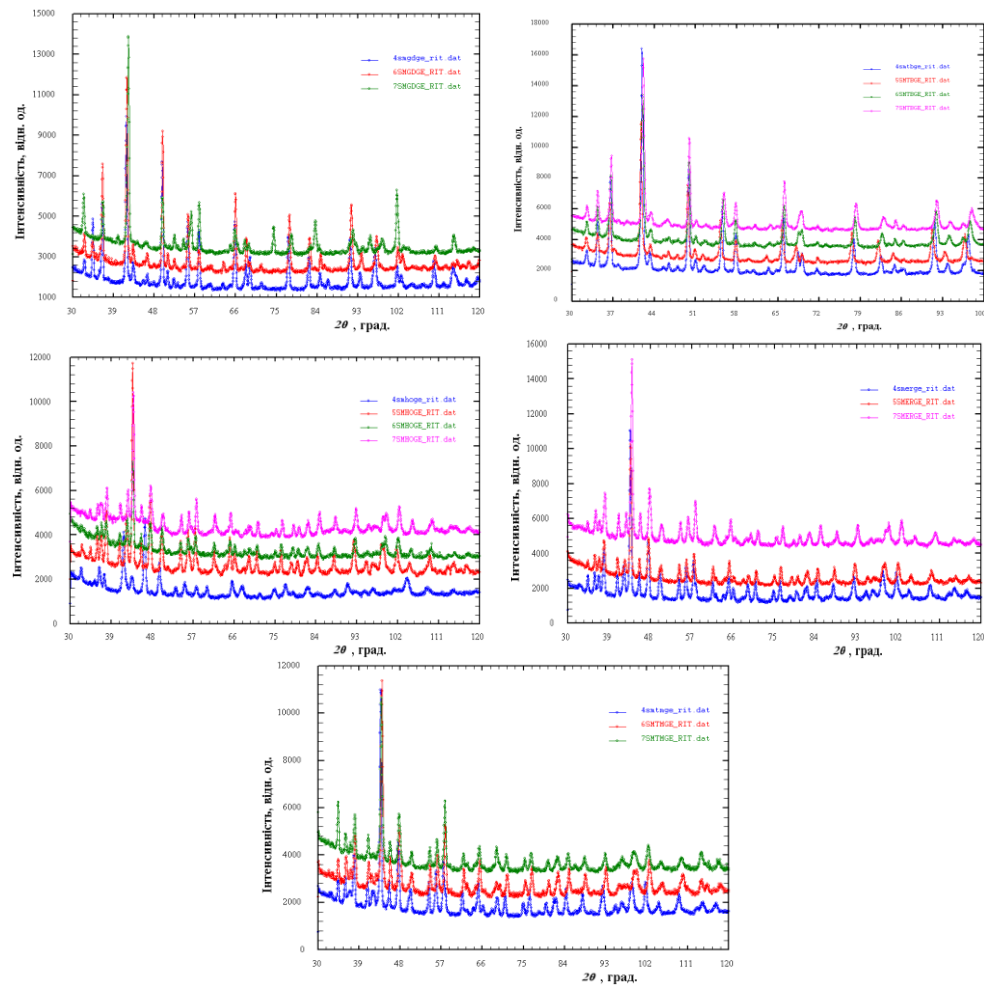 15000
13000
11000
9000
7000
5000
3000
1000
Інтенсивність, відн. од.
4smgdge_rit.dat
6SMGDGE_RIT.dat
7SMGDGE_RIT.dat
30 39 48 57 66 75 84 93 102 111 120
2θ , град.
18000
16000
14000
12000
10000
8000
6000
4000
2000
0
Інтенсивність, відн. од.
4smtbge_rit.dat
5SMTBGE_RIT.dat
6SMTBGE_RIT.dat
7SMTBGE_RIT.dat
30 37 44 51 58 65 72 79 86 93 100
2θ , град.
12000
10000
8000
6000
4000
2000
0
Інтенсивність, відн. од.
4smhoge_rit.dat
5SMHOGE_RIT.dat
6SMHOGE_RIT.dat
7SMHOGE_RIT.dat
30 39 48 57 66 75 84 93 102 111 120
2θ , град.
16000
14000
12000
10000
8000
6000
4000
2000
0
Інтенсивність, відн. од.
4smerge_rit.dat
5SMERGE_RIT.dat
7SMERGE_RIT.dat
30 39 48 57 66 75 84 93 102 111 120
2θ , град.
12000
10000
8000
6000
4000
2000
0
Інтенсивність, відн. од.
4smtmge_rit.dat
6SMTMGE_RIT.dat
7SMTMGE_RIT.dat
30 39 48 57 66 75 84 93 102 111 120
2θ , град.